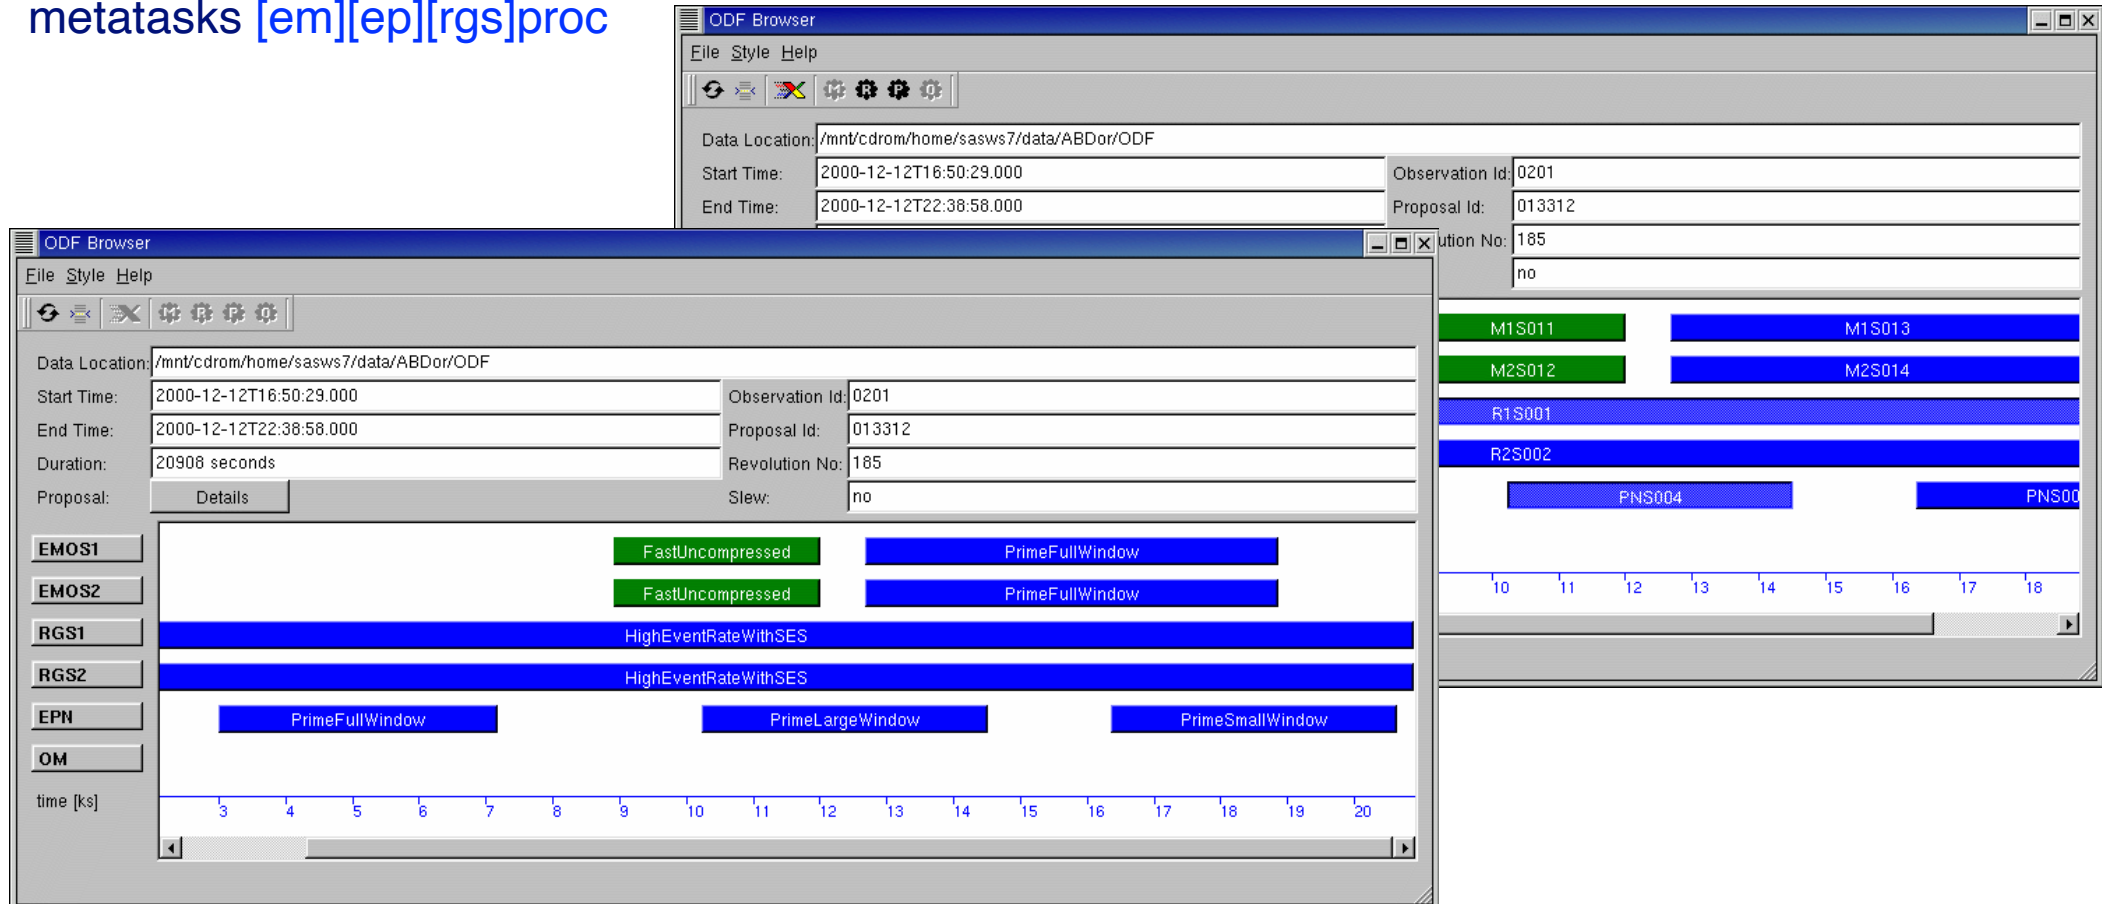 metatasks [em][ep][rgs]proc
ODF Browser
File Style Help
M R P O
Data Location: /mnt/cdrom/home/sasws7/data/ABDor/ODF
Start Time: 2000-12-12T16:50:29.000 Observation Id: 0201
End Time: 2000-12-12T22:38:58.000 Proposal Id: 013312
ution No: 185
no
M1S011 M1S013
M2S012 M2S014
R1S001
R2S002
PNS004 PNS00
10 11 12 13 14 15 16 17 18
ODF Browser
File Style Help
M R P O
Data Location: /mnt/cdrom/home/sasws7/data/ABDor/ODF
Start Time: 2000-12-12T16:50:29.000 Observation Id: 0201
End Time: 2000-12-12T22:38:58.000 Proposal Id: 013312
Duration: 20908 seconds Revolution No: 185
Proposal: Details Slew: no
EMOS1 FastUncompressed PrimeFullWindow
EMOS2 FastUncompressed PrimeFullWindow
RGS1 HighEventRateWithSES
RGS2 HighEventRateWithSES
EPN PrimeFullWindow PrimeLargeWindow PrimeSmallWindow
OM
time [ks] 3 4 5 6 7 8 9 10 11 12 13 14 15 16 17 18 19 20